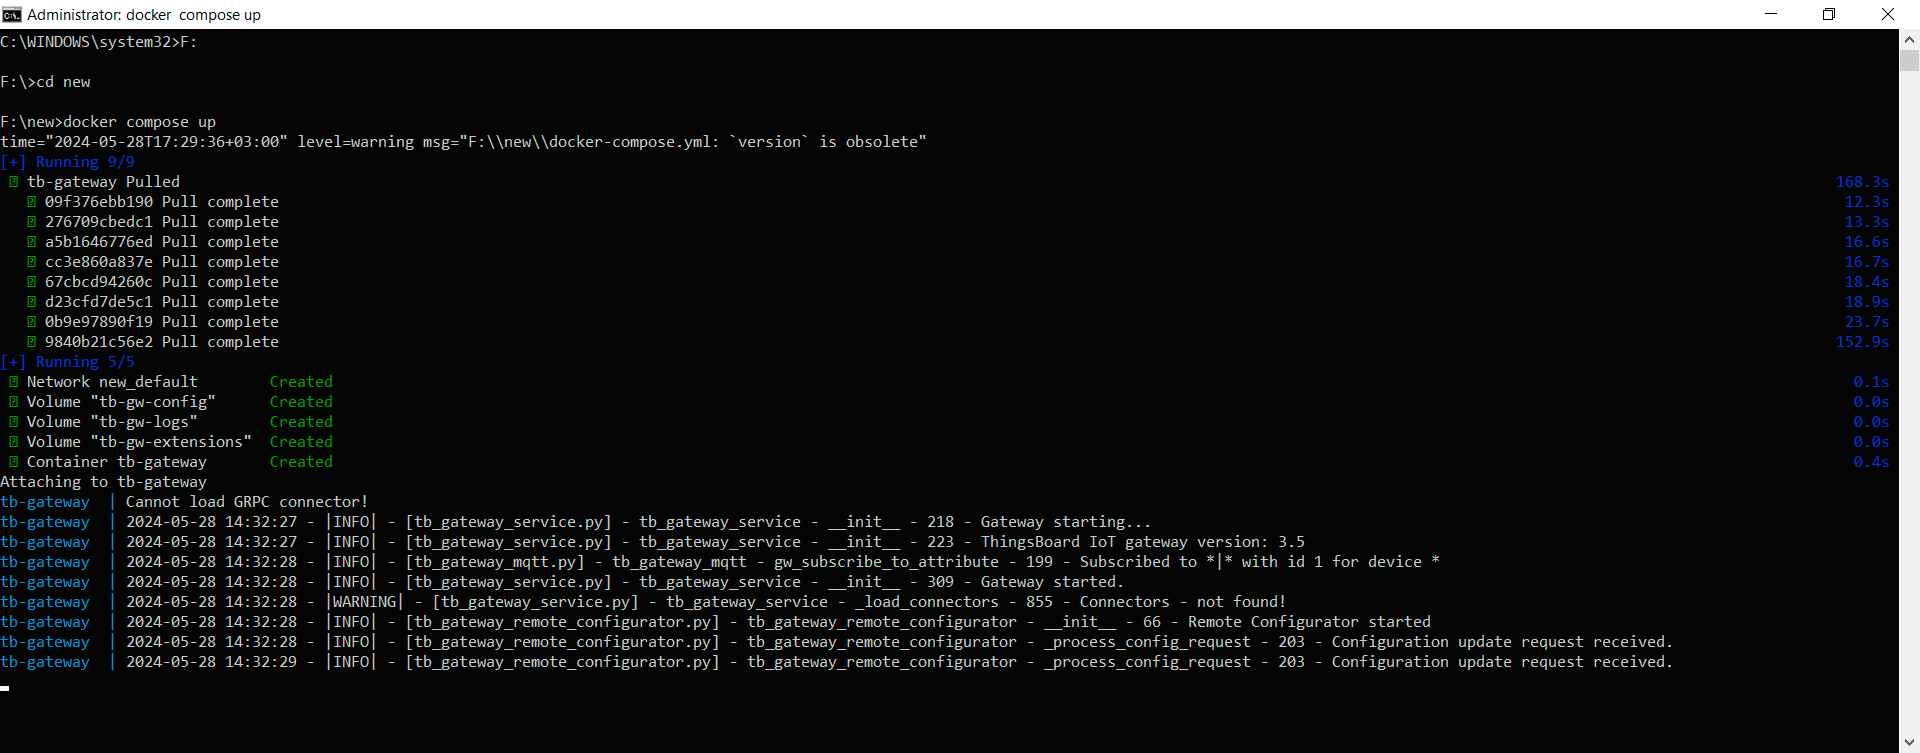 Administrator: docker  compose up
C:\WINDOWS\system32>F:
F:\>cd new
F:\new>docker compose up
time="2024-05-28T17:29:36+03:00" level=warning msg="F:\\new\\docker-compose.yml: `version` is obsolete"
[+] Running 9/9
tb-gateway Pulled 168.3s
09f376ebb190 Pull complete 12.3s
276709cbedc1 Pull complete 13.3s
a5b1646776ed Pull complete 16.6s
cc3e860a837e Pull complete 16.7s
67cbcd94260c Pull complete 18.4s
d23cfd7de5c1 Pull complete 18.9s
0b9e97890f19 Pull complete 23.7s
9840b21c56e2 Pull complete 152.9s
[+] Running 5/5
Network new_default Created 0.1s
Volume "tb-gw-config" Created 0.0s
Volume "tb-gw-logs" Created 0.0s
Volume "tb-gw-extensions" Created 0.0s
Container tb-gateway Created 0.4s
Attaching to tb-gateway
tb-gateway  | Cannot load GRPC connector!
tb-gateway  | 2024-05-28 14:32:27 - |INFO| - [tb_gateway_service.py] - tb_gateway_service - __init__ - 218 - Gateway starting...
tb-gateway  | 2024-05-28 14:32:27 - |INFO| - [tb_gateway_service.py] - tb_gateway_service - __init__ - 223 - ThingsBoard IoT gateway version: 3.5
tb-gateway  | 2024-05-28 14:32:28 - |INFO| - [tb_gateway_mqtt.py] - tb_gateway_mqtt - gw_subscribe_to_attribute - 199 - Subscribed to *|* with id 1 for device *
tb-gateway  | 2024-05-28 14:32:28 - |INFO| - [tb_gateway_service.py] - tb_gateway_service - __init__ - 309 - Gateway started.
tb-gateway  | 2024-05-28 14:32:28 - |WARNING| - [tb_gateway_service.py] - tb_gateway_service - _load_connectors - 855 - Connectors - not found!
tb-gateway  | 2024-05-28 14:32:28 - |INFO| - [tb_gateway_remote_configurator.py] - tb_gateway_remote_configurator - __init__ - 66 - Remote Configurator started
tb-gateway  | 2024-05-28 14:32:28 - |INFO| - [tb_gateway_remote_configurator.py] - tb_gateway_remote_configurator - _process_config_request - 203 - Configuration update request received.
tb-gateway  | 2024-05-28 14:32:29 - |INFO| - [tb_gateway_remote_configurator.py] - tb_gateway_remote_configurator - _process_config_request - 203 - Configuration update request received.